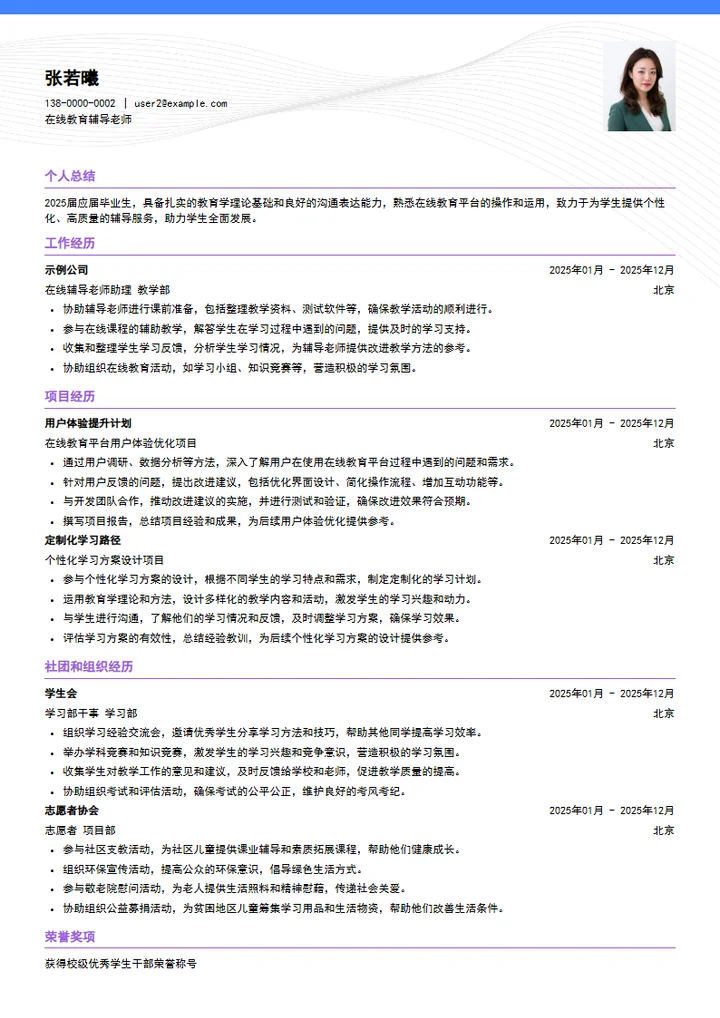 张若曦
138-0000-0002 | user2@example.com
在线教育辅导老师
个人总结
2025届应届毕业生，具备扎实的教育学理论基础和良好的沟通表达能力，熟悉在线教育平台的操作和运用，致力于为学生提供个性
化、高质量的辅导服务，助力学生全面发展。
工作经历
示例公司 2025年01月 - 2025年12月
在线辅导老师助理 教学部 北京
• 协助辅导老师进行课前准备，包括整理教学资料、测试软件等，确保教学活动的顺利进行。
• 参与在线课程的辅助教学，解答学生在学习过程中遇到的问题，提供及时的学习支持。
• 收集和整理学生学习反馈，分析学生学习情况，为辅导老师提供改进教学方法的参考。
• 协助组织在线教育活动，如学习小组、知识竞赛等，营造积极的学习氛围。
项目经历
用户体验提升计划 2025年01月 - 2025年12月
在线教育平台用户体验优化项目 北京
• 通过用户调研、数据分析等方法，深入了解用户在使用在线教育平台过程中遇到的问题和需求。
• 针对用户反馈的问题，提出改进建议，包括优化界面设计、简化操作流程、增加互动功能等。
• 与开发团队合作，推动改进建议的实施，并进行测试和验证，确保改进效果符合预期。
• 撰写项目报告，总结项目经验和成果，为后续用户体验优化提供参考。
定制化学习路径 2025年01月 - 2025年12月
个性化学习方案设计项目 北京
• 参与个性化学习方案的设计，根据不同学生的学习特点和需求，制定定制化的学习计划。
• 运用教育学理论和方法，设计多样化的教学内容和活动，激发学生的学习兴趣和动力。
• 与学生进行沟通，了解他们的学习情况和反馈，及时调整学习方案，确保学习效果。
• 评估学习方案的有效性，总结经验教训，为后续个性化学习方案的设计提供参考。
社团和组织经历
学生会 2025年01月 - 2025年12月
学习部干事 学习部 北京
• 组织学习经验交流会，邀请优秀学生分享学习方法和技巧，帮助其他同学提高学习效率。
• 举办学科竞赛和知识竞赛，激发学生的学习兴趣和竞争意识，营造积极的学习氛围。
• 收集学生对教学工作的意见和建议，及时反馈给学校和老师，促进教学质量的提高。
• 协助组织考试和评估活动，确保考试的公平公正，维护良好的考风考纪。
志愿者协会 2025年01月 - 2025年12月
志愿者 项目部 北京
• 参与社区支教活动，为社区儿童提供课业辅导和素质拓展课程，帮助他们健康成长。
• 组织环保宣传活动，提高公众的环保意识，倡导绿色生活方式。
• 参与敬老院慰问活动，为老人提供生活照料和精神慰藉，传递社会关爱。
• 协助组织公益募捐活动，为贫困地区儿童筹集学习用品和生活物资，帮助他们改善生活条件。
荣誉奖项
获得校级优秀学生干部荣誉称号